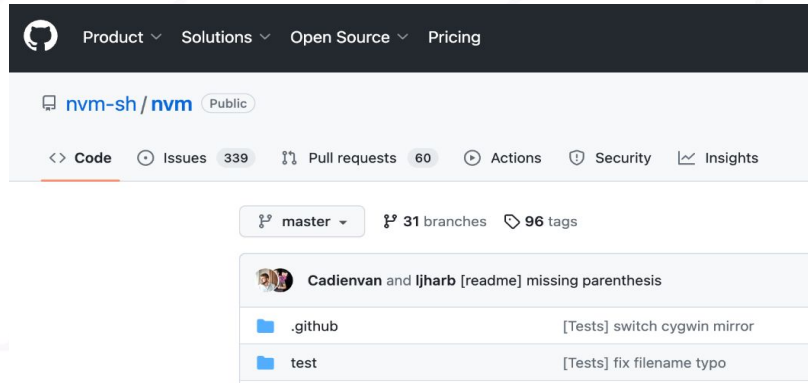 Product Solutions Open Source Pricing
nvm-sh / nvm Public
Code Issues 339 Pull requests 60 Actions Security Insights
master 31 branches 96 tags
Cadienvan and ljharb [readme] missing parenthesis
.github [Tests] switch cygwin mirror
test [Tests] fix filename typo